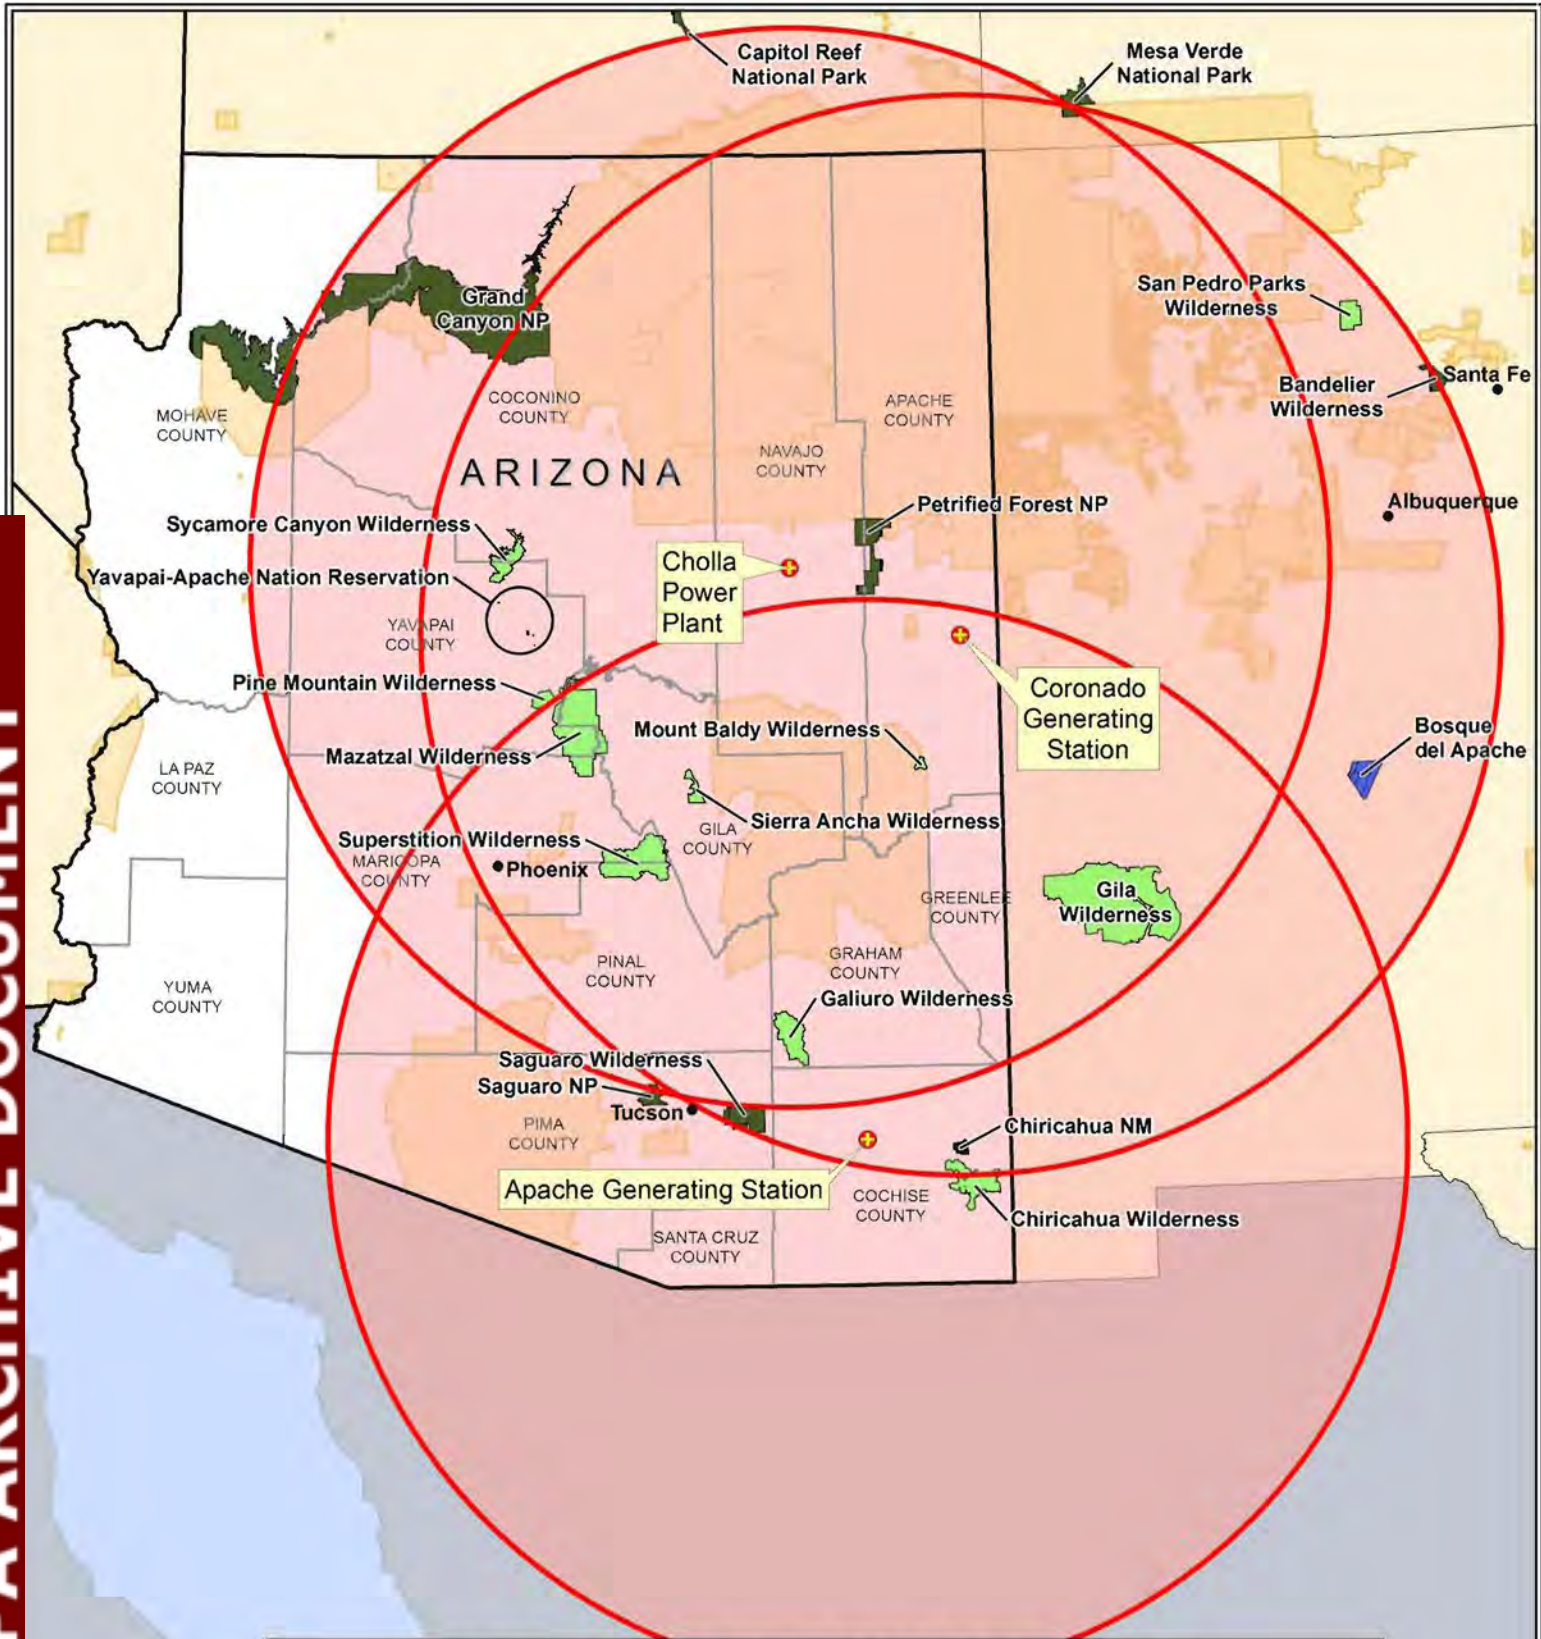 Capitol Reef
National Park
Mesa Verde
National Park
San Pedro Parks
Wilderness
Grand
Canyon NP
Santa Fe
Bandelier
Wilderness
COCONINO
COUNTY
APACHE
COUNTY
MOHAVE
COUNTY
NAVAJO
COUNTY
ARIZONA
Albuquerque
Petrified Forest NP
Sycamore Canyon Wilderness
Cholla
Power
Plant
Yavapai-Apache Nation Reservation
YAVAPAI
COUNTY
Pine Mountain Wilderness
Coronado
Generating
Station
Mount Baldy Wilderness
Bosque
del Apache
Mazatzal Wilderness
LA PAZ
COUNTY
Sierra Ancha Wilderness
GILA
COUNTY
Superstition Wilderness
MARICOPA
COUNTY
Phoenix
Gila
Wilderness
GREENLEE
COUNTY
PINAL
COUNTY
GRAHAM
COUNTY
YUMA
COUNTY
Galiuro Wilderness
Saguaro Wilderness
Saguaro NP
Tucson
PIMA
COUNTY
Chiricahua NM
Apache Generating Station
COCHISE
COUNTY
Chiricahua Wilderness
SANTA CRUZ
COUNTY
PA ARCHIVE DOCUMENT